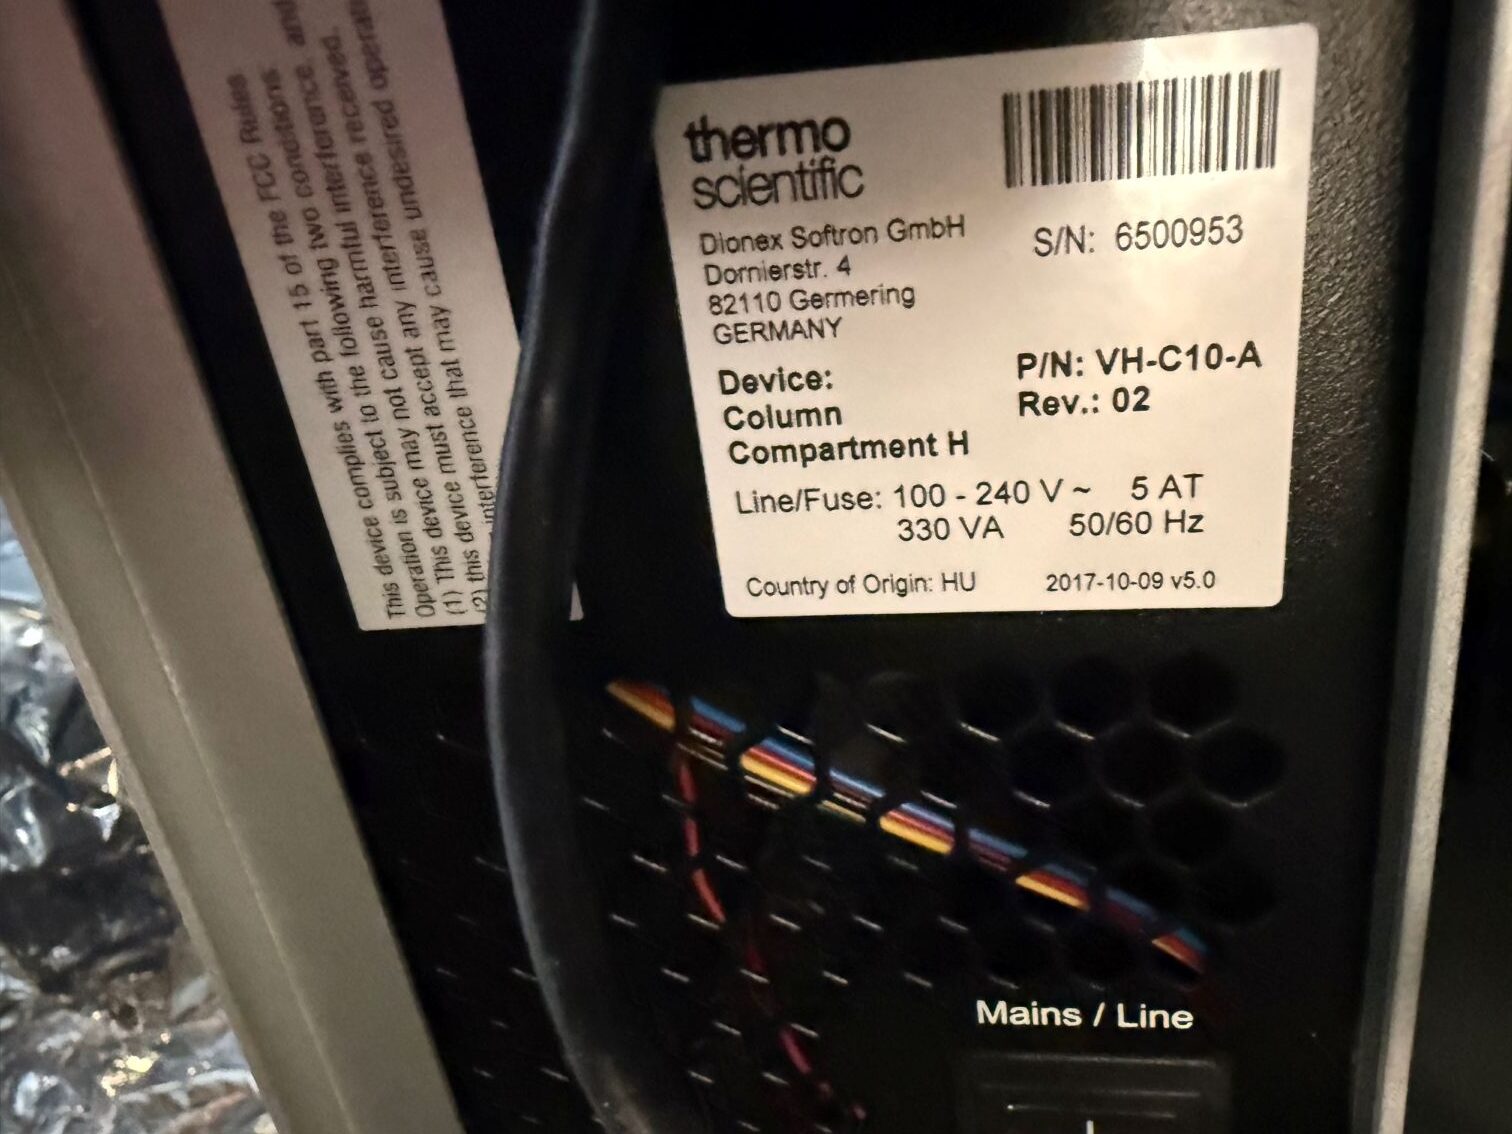 This device complies with part 15 of the FCC Rules
Operation is subject to the following two conditions:
(1) This device may not cause harmful interference, and
(2) this device must accept any interference received,
interference that may cause undesired operation
thermo
scientific
Dionex Softron GmbH
Dornierstr. 4
82110 Germering
GERMANY
S/N: 6500953
Device:
Column
Compartment H
P/N: VH-C10-A
Rev.: 02
Line/Fuse: 100 - 240 V ~ 5 AT
330 VA 50/60 Hz
Country of Origin: HU 2017-10-09 v5.0
Mains / Line